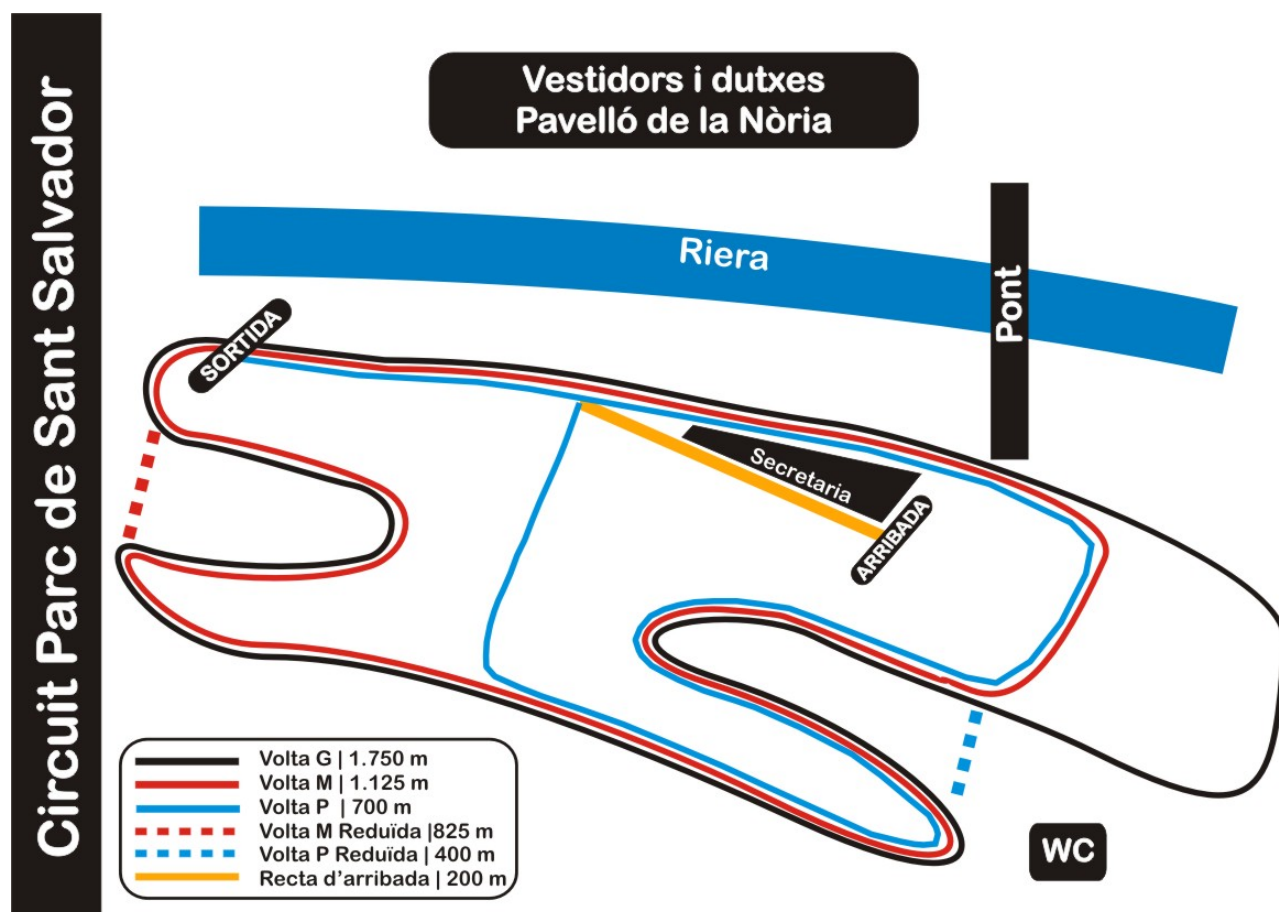 Circuit Parc de Sant Salvador
Vestidors i dutxes
Pavelló de la Nòria
Riera
Pont
SORTIDA
Secretaria
ARRIBADA
Volta G | 1.750 m
Volta M | 1.125 m
Volta P | 700 m
Volta M Reduïda |825 m
Volta P Reduïda | 400 m
Recta d'arribada | 200 m
WC